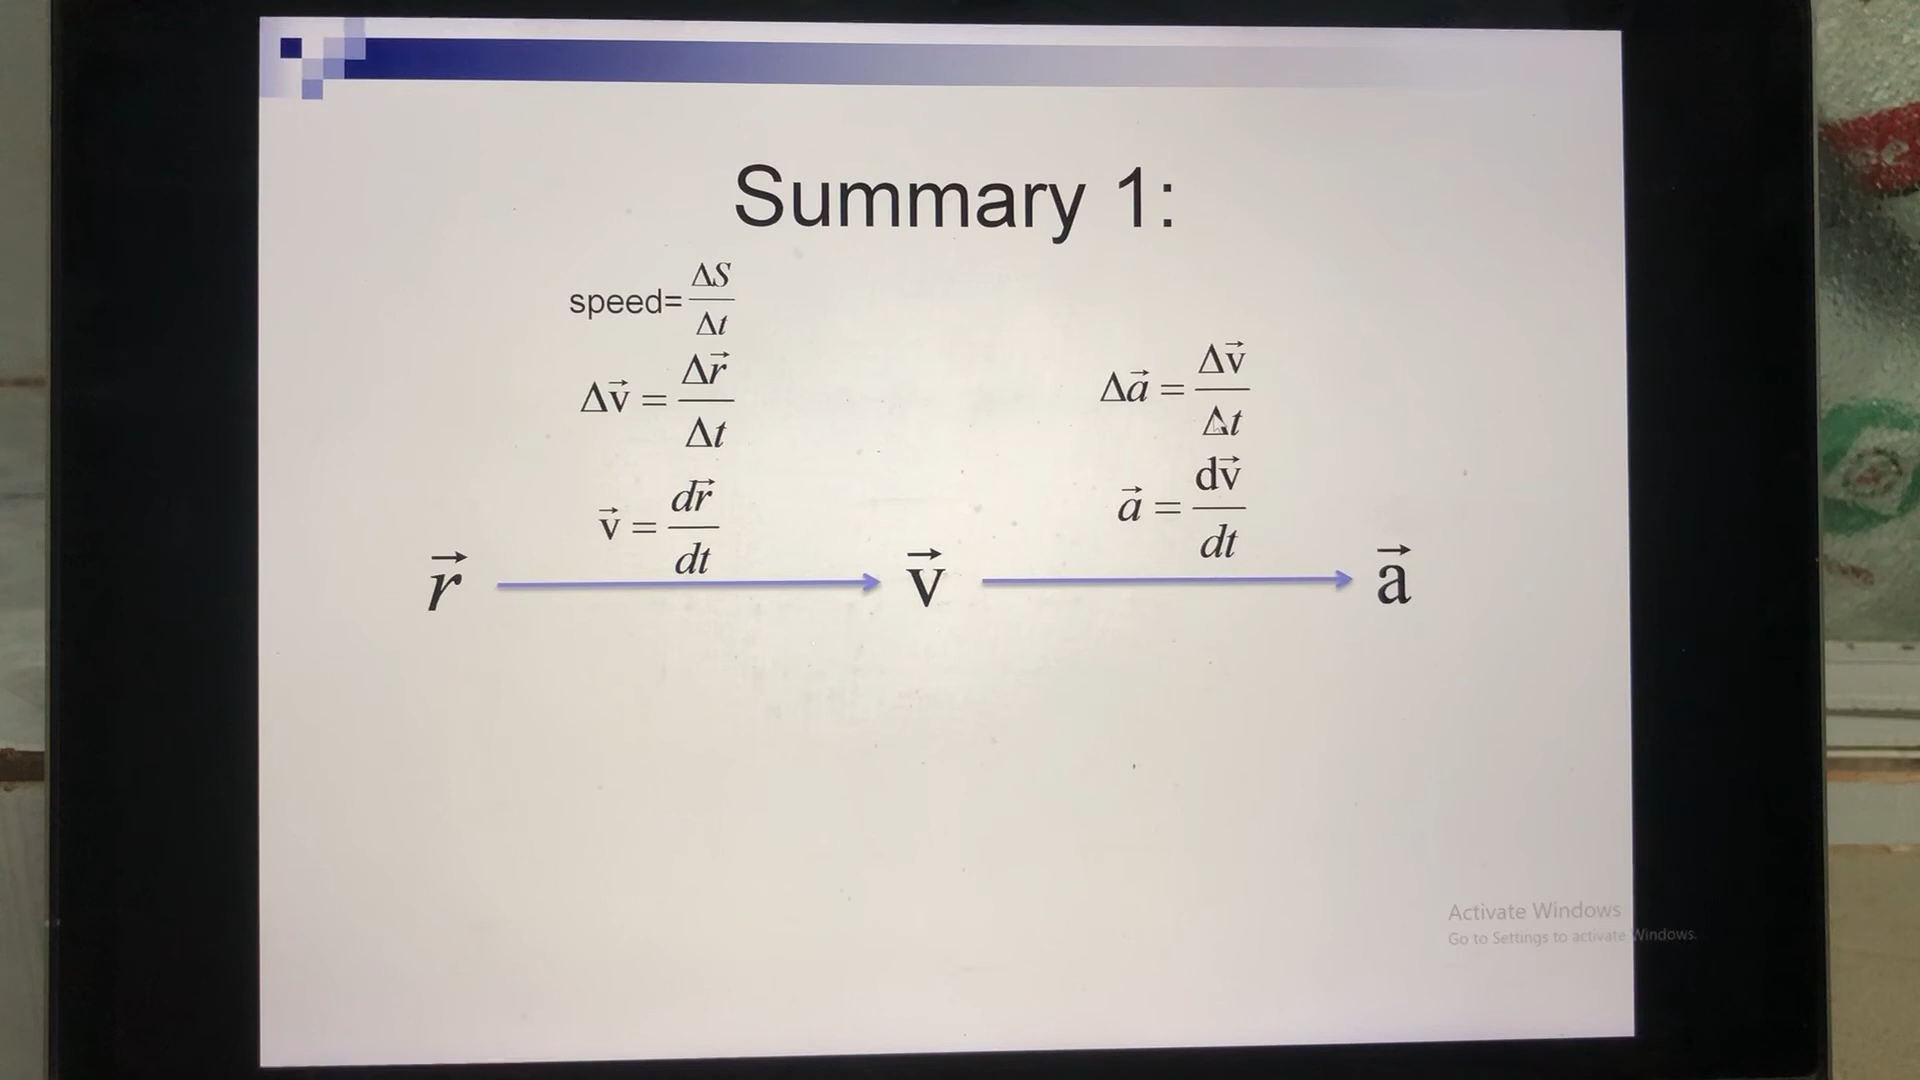 Summary 1:
speed=ΔS/Δt
Δv⃗ = Δr⃗/Δt
v⃗ = dr⃗/dt
Δa⃗ = Δv⃗/Δt
a⃗ = dv⃗/dt
r⃗ → v⃗ → a⃗
Activate Windows
Go to Settings to activate Windows.